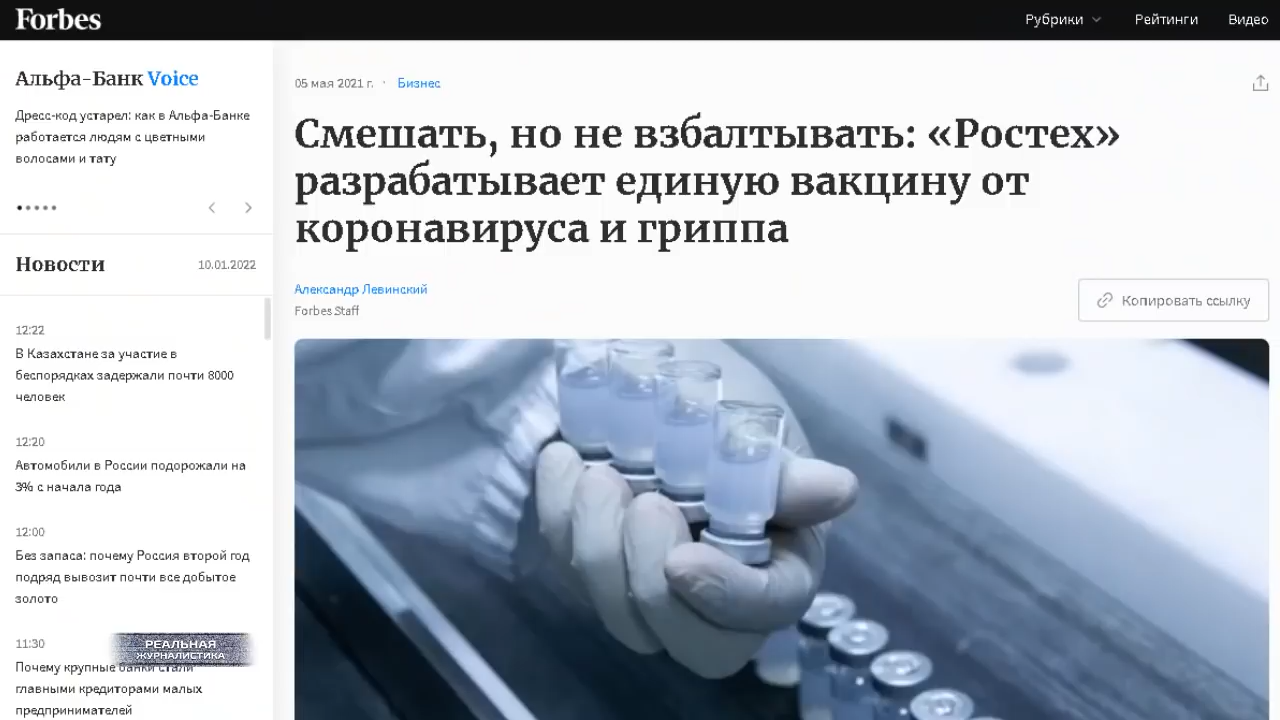 Forbes
Рубрики
Рейтинги
Видео
Альфа-Банк Voice
Дресс-код устарел: как в Альфа-Банке
работается людям с цветными
волосами и тату
Новости
10.01.2022
12:22
В Казахстане за участие в
беспорядках задержали почти 8000
человек
12:20
Автомобили в России подорожали на
3% с начала года
12:00
Без запаса: почему Россия второй год
подряд вывозит почти все добытое
золото
11:30
Почему крупные банки стали
главными кредиторами малых
предпринимателей
РЕАЛЬНАЯ
ЖУРНАЛИСТИКА
05 мая 2021 г. · Бизнес
Смешать, но не взбалтывать: «Ростех»
разрабатывает единую вакцину от
коронавируса и гриппа
Александр Левинский
Forbes Staff
Копировать ссылку